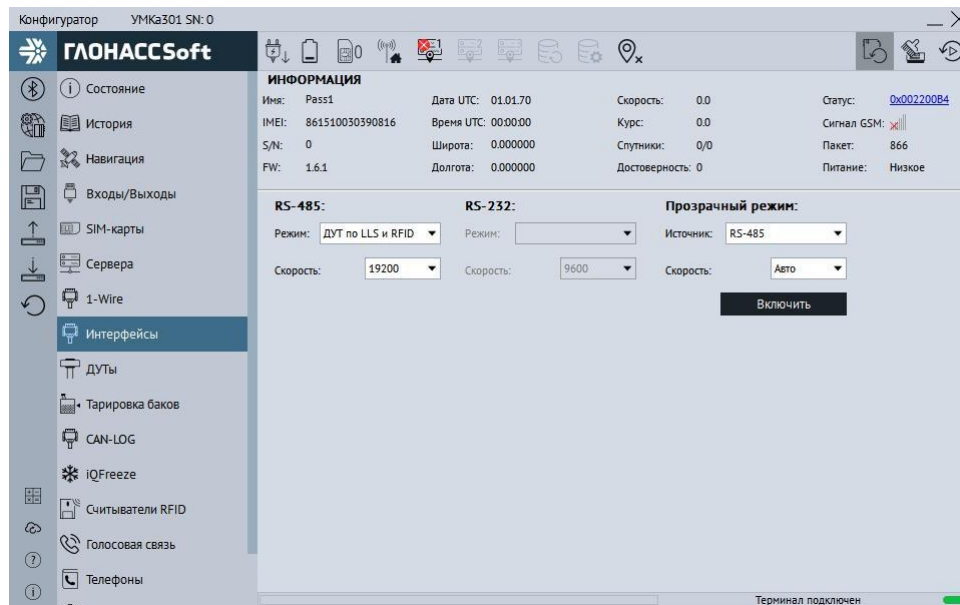 Конфигуратор УМКа301 SN: 0
ГЛОНАССSoft
0
1
2
3
ИНФОРМАЦИЯ
Имя: Pass1 Дата UTC: 01.01.70 Скорость: 0.0 Статус: 0x002200B4
IMEI: 861510030390816 Время UTC: 00:00:00 Курс: 0.0 Сигнал GSM:
S/N: 0 Широта: 0.000000 Спутники: 0/0 Пакет: 866
FW: 1.6.1 Долгота: 0.000000 Достоверность: 0 Питание: Низкое
Состояние
История
Навигация
Входы/Выходы
SIM-карты
Сервера
1-Wire
Интерфейсы
ДУТы
Тарировка баков
CAN-LOG
iQFreeze
Считыватели RFID
Голосовая связь
Телефоны
RS-485: RS-232: Прозрачный режим:
Режим: ДУТ по LLS и RFID Режим: Источник: RS-485
Скорость: 19200 Скорость: 9600 Скорость: Авто
Включить
Терминал подключен